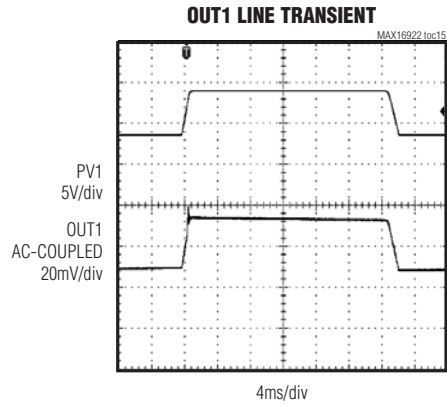 OUT1 LINE TRANSIENT
MAX16922 toc15
PV1
5V/div
OUT1
AC-COUPLED
20mV/div
4ms/div